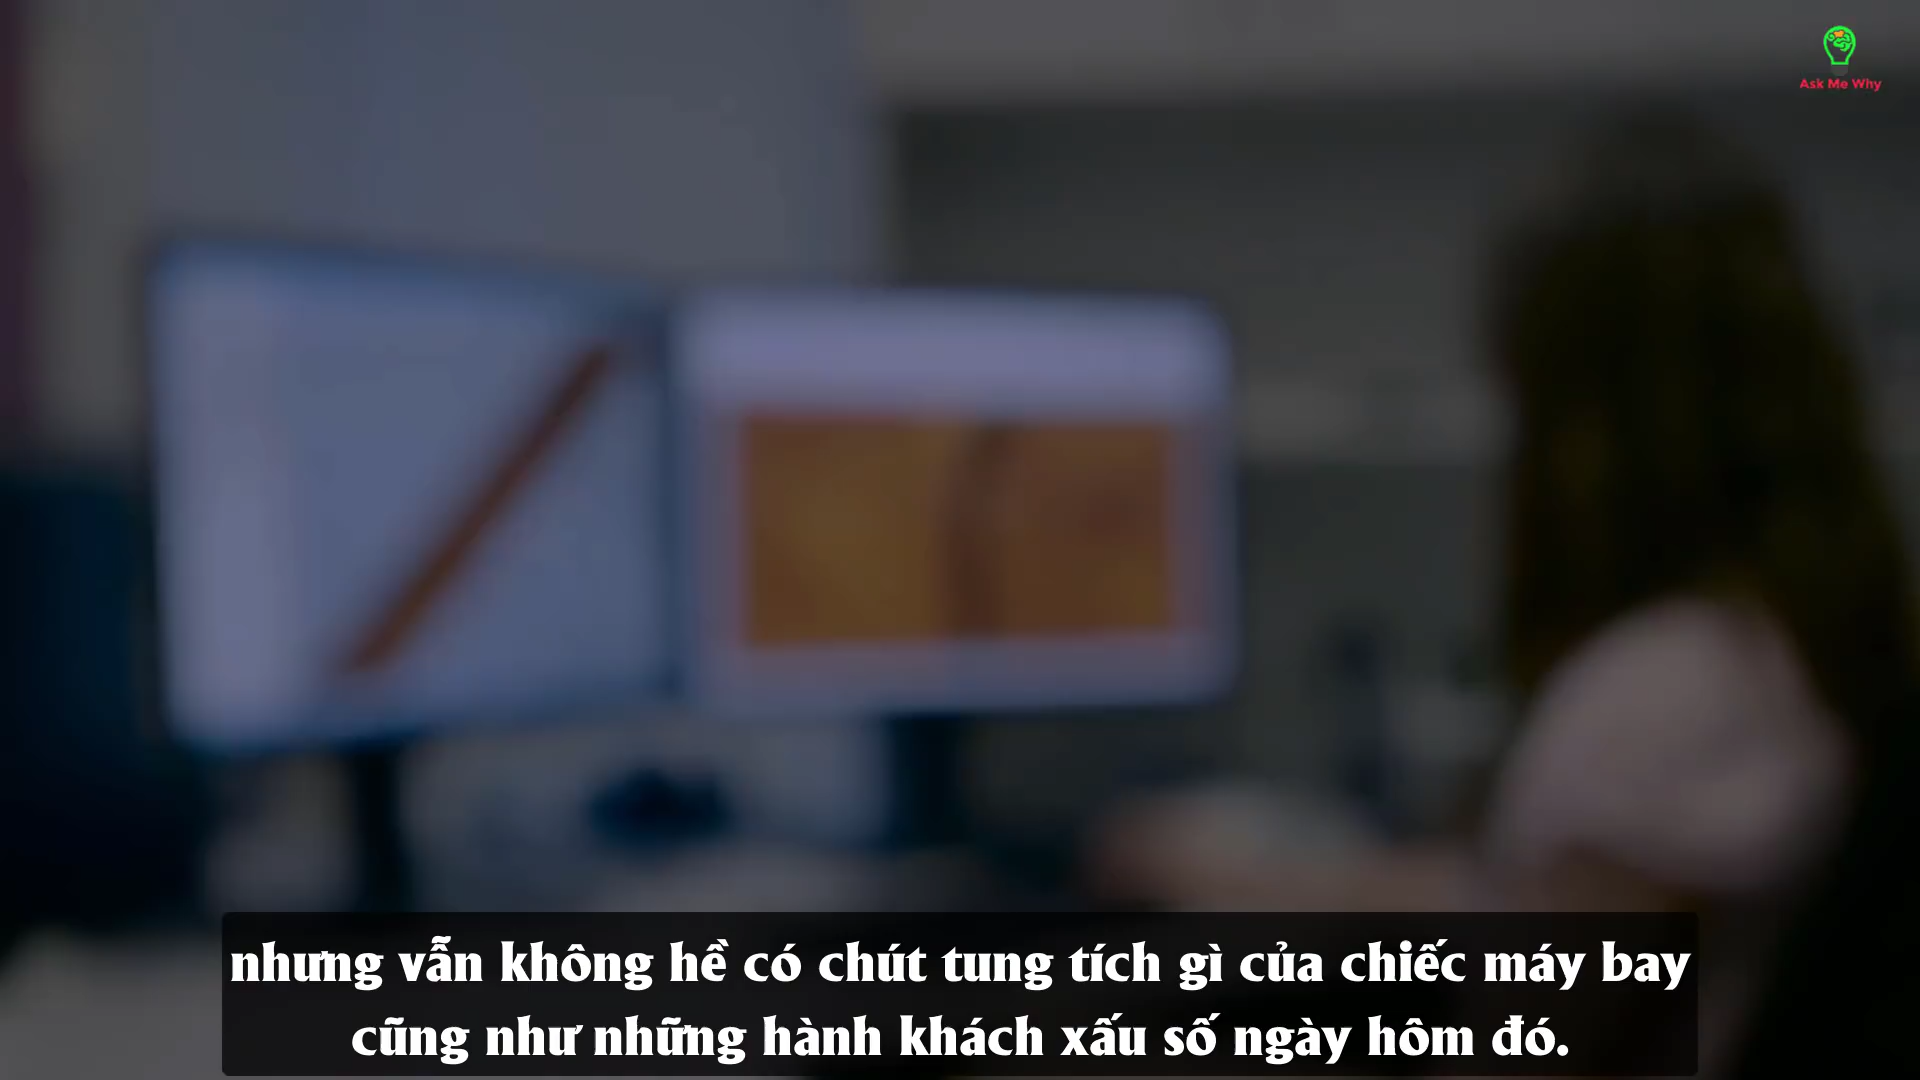 Ask Me Why
nhưng vẫn không hề có chút tung tích gì của chiếc máy bay
cũng như những hành khách xấu số ngày hôm đó.